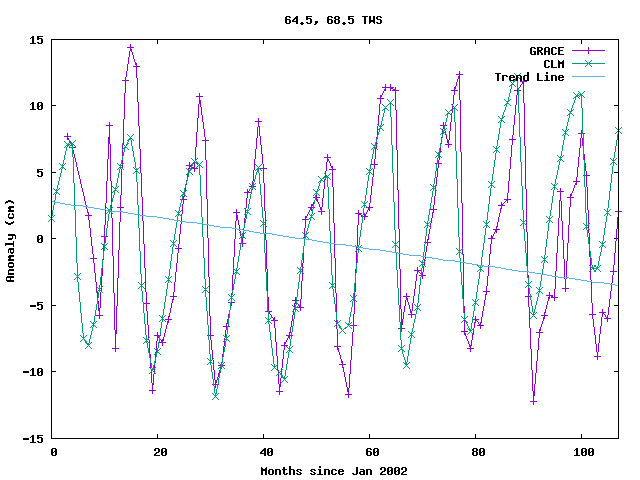 64.5, 68.5 TWS
GRACE
CLM
Trend Line
15
10
5
0
-5
-10
-15
Anomaly (cm)
0 20 40 60 80 100
Months since Jan 2002